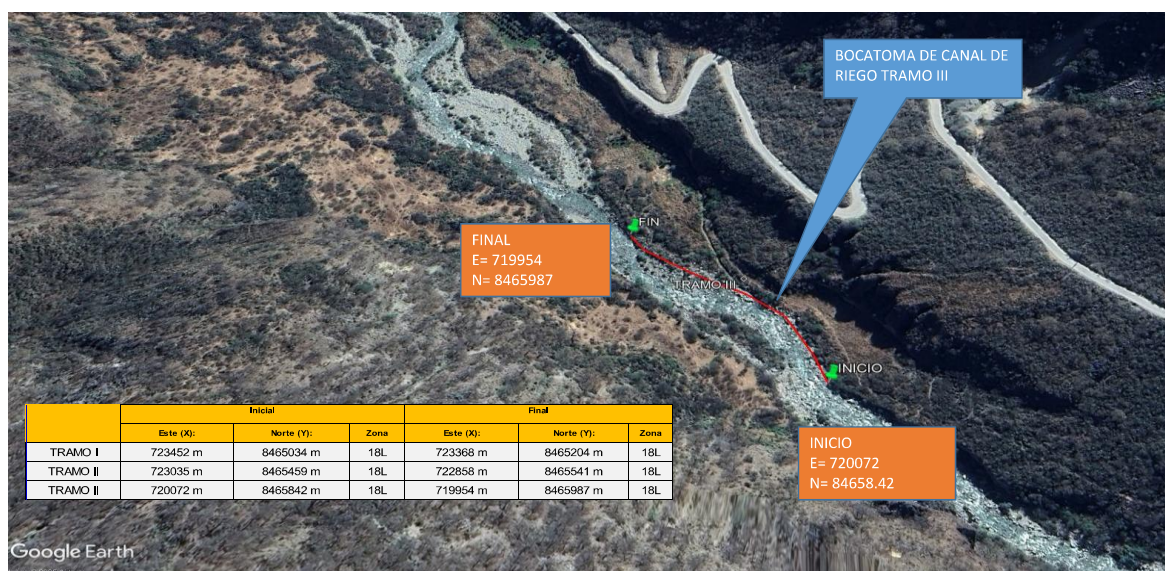 BOCATOMA DE CANAL DE
RIEGO TRAMO III
FIN
FINAL
E= 719954
N= 8465987
TRAMO III
INICIO
INICIO
E= 720072
N= 84658.42
Inicial Final
Este (X): Norte (Y): Zona Este (X): Norte (Y): Zona
TRAMO I 723452 m 8465034 m 18L 723368 m 8465204 m 18L
TRAMO II 723035 m 8465459 m 18L 722858 m 8465541 m 18L
TRAMO II 720072 m 8465842 m 18L 719954 m 8465987 m 18L
Google Earth